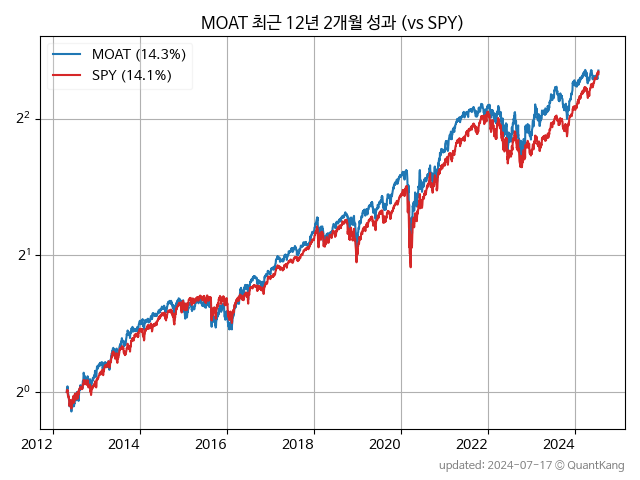 MOAT 최근 12년 2개월 성과 (vs SPY)
MOAT (14.3%)
SPY (14.1%)
2²
2¹
2⁰
2012 2014 2016 2018 2020 2022 2024
updated: 2024-07-17 © QuantKang